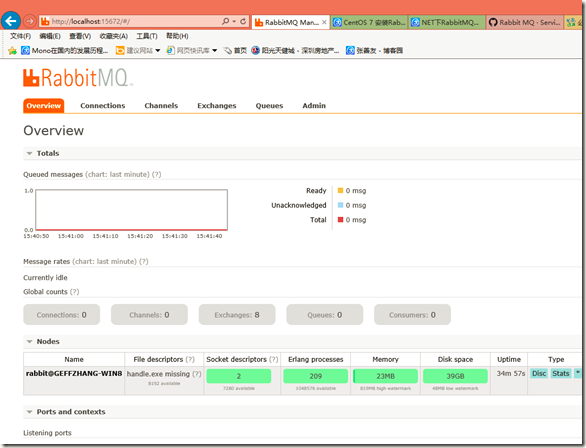 http://localhost:15672/#/
RabbitMQ Man...
CentOS 7 安装Rab...
NET下RabbitMQ...
Rabbit MQ - Servi...
文件(F) 编辑(E) 查看(V) 收藏夹(A) 工具(T) 帮助(H)
Mono在国内的发展历程... 建议网站 网页快讯库 首页 阳光天健城 - 深圳房地产... 张善友 - 博客园
RabbitMQ
Overview Connections Channels Exchanges Queues Admin
Overview
Totals
Queued messages (chart: last minute) (?)
1.0
Ready 0 msg
Unacknowledged 0 msg
Total 0 msg
0.0
15:40:50 15:41:00 15:41:10 15:41:20 15:41:30 15:41:40
Message rates (chart: last minute) (?)
Currently idle
Global counts (?)
Connections: 0 Channels: 0 Exchanges: 8 Queues: 0 Consumers: 0
Nodes
Name File descriptors (?) Socket descriptors (?) Erlang processes Memory Disk space Uptime Type
rabbit@GEFFZHANG-WIN8 handle.exe missing (?) 2 209 23MB 39GB 34m 57s Disc Stats *
8192 available 7280 available 1048576 available 819MB high watermark 48MB low watermark
Ports and contexts
Listening ports